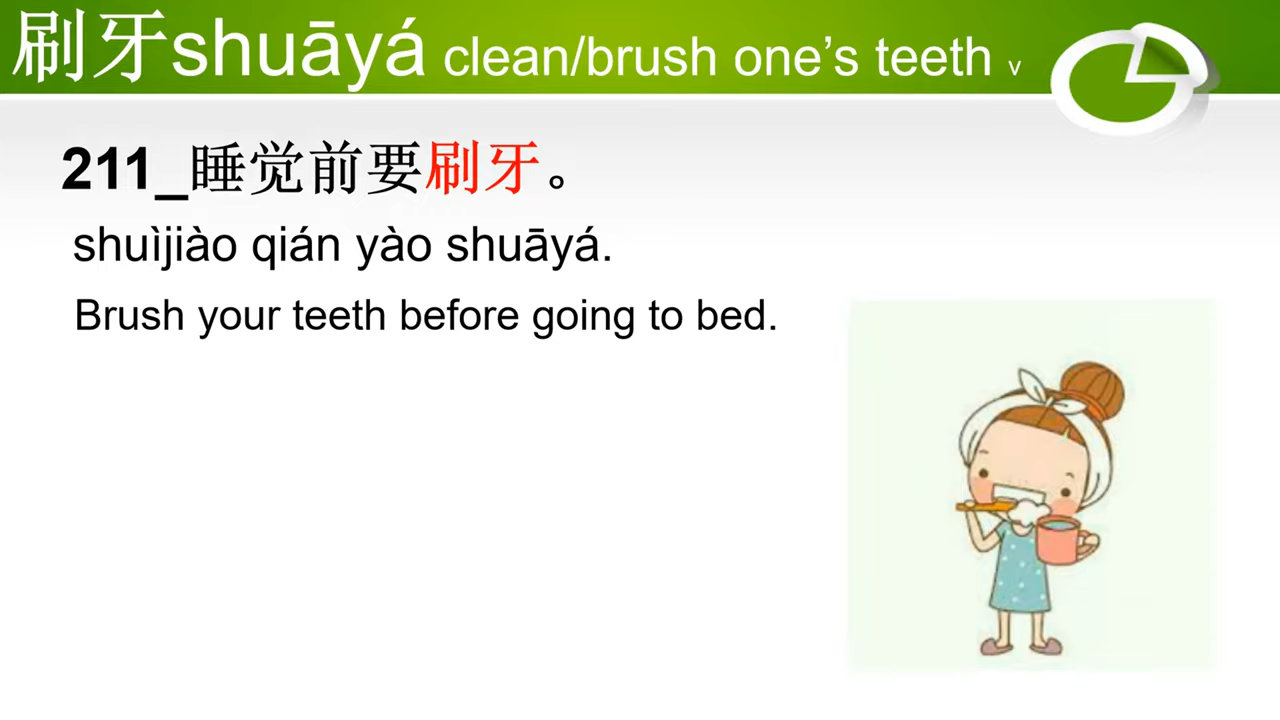 刷牙shuāyá clean/brush one’s teeth v
211_睡觉前要刷牙。
shuìjiào qián yào shuāyá.
Brush your teeth before going to bed.